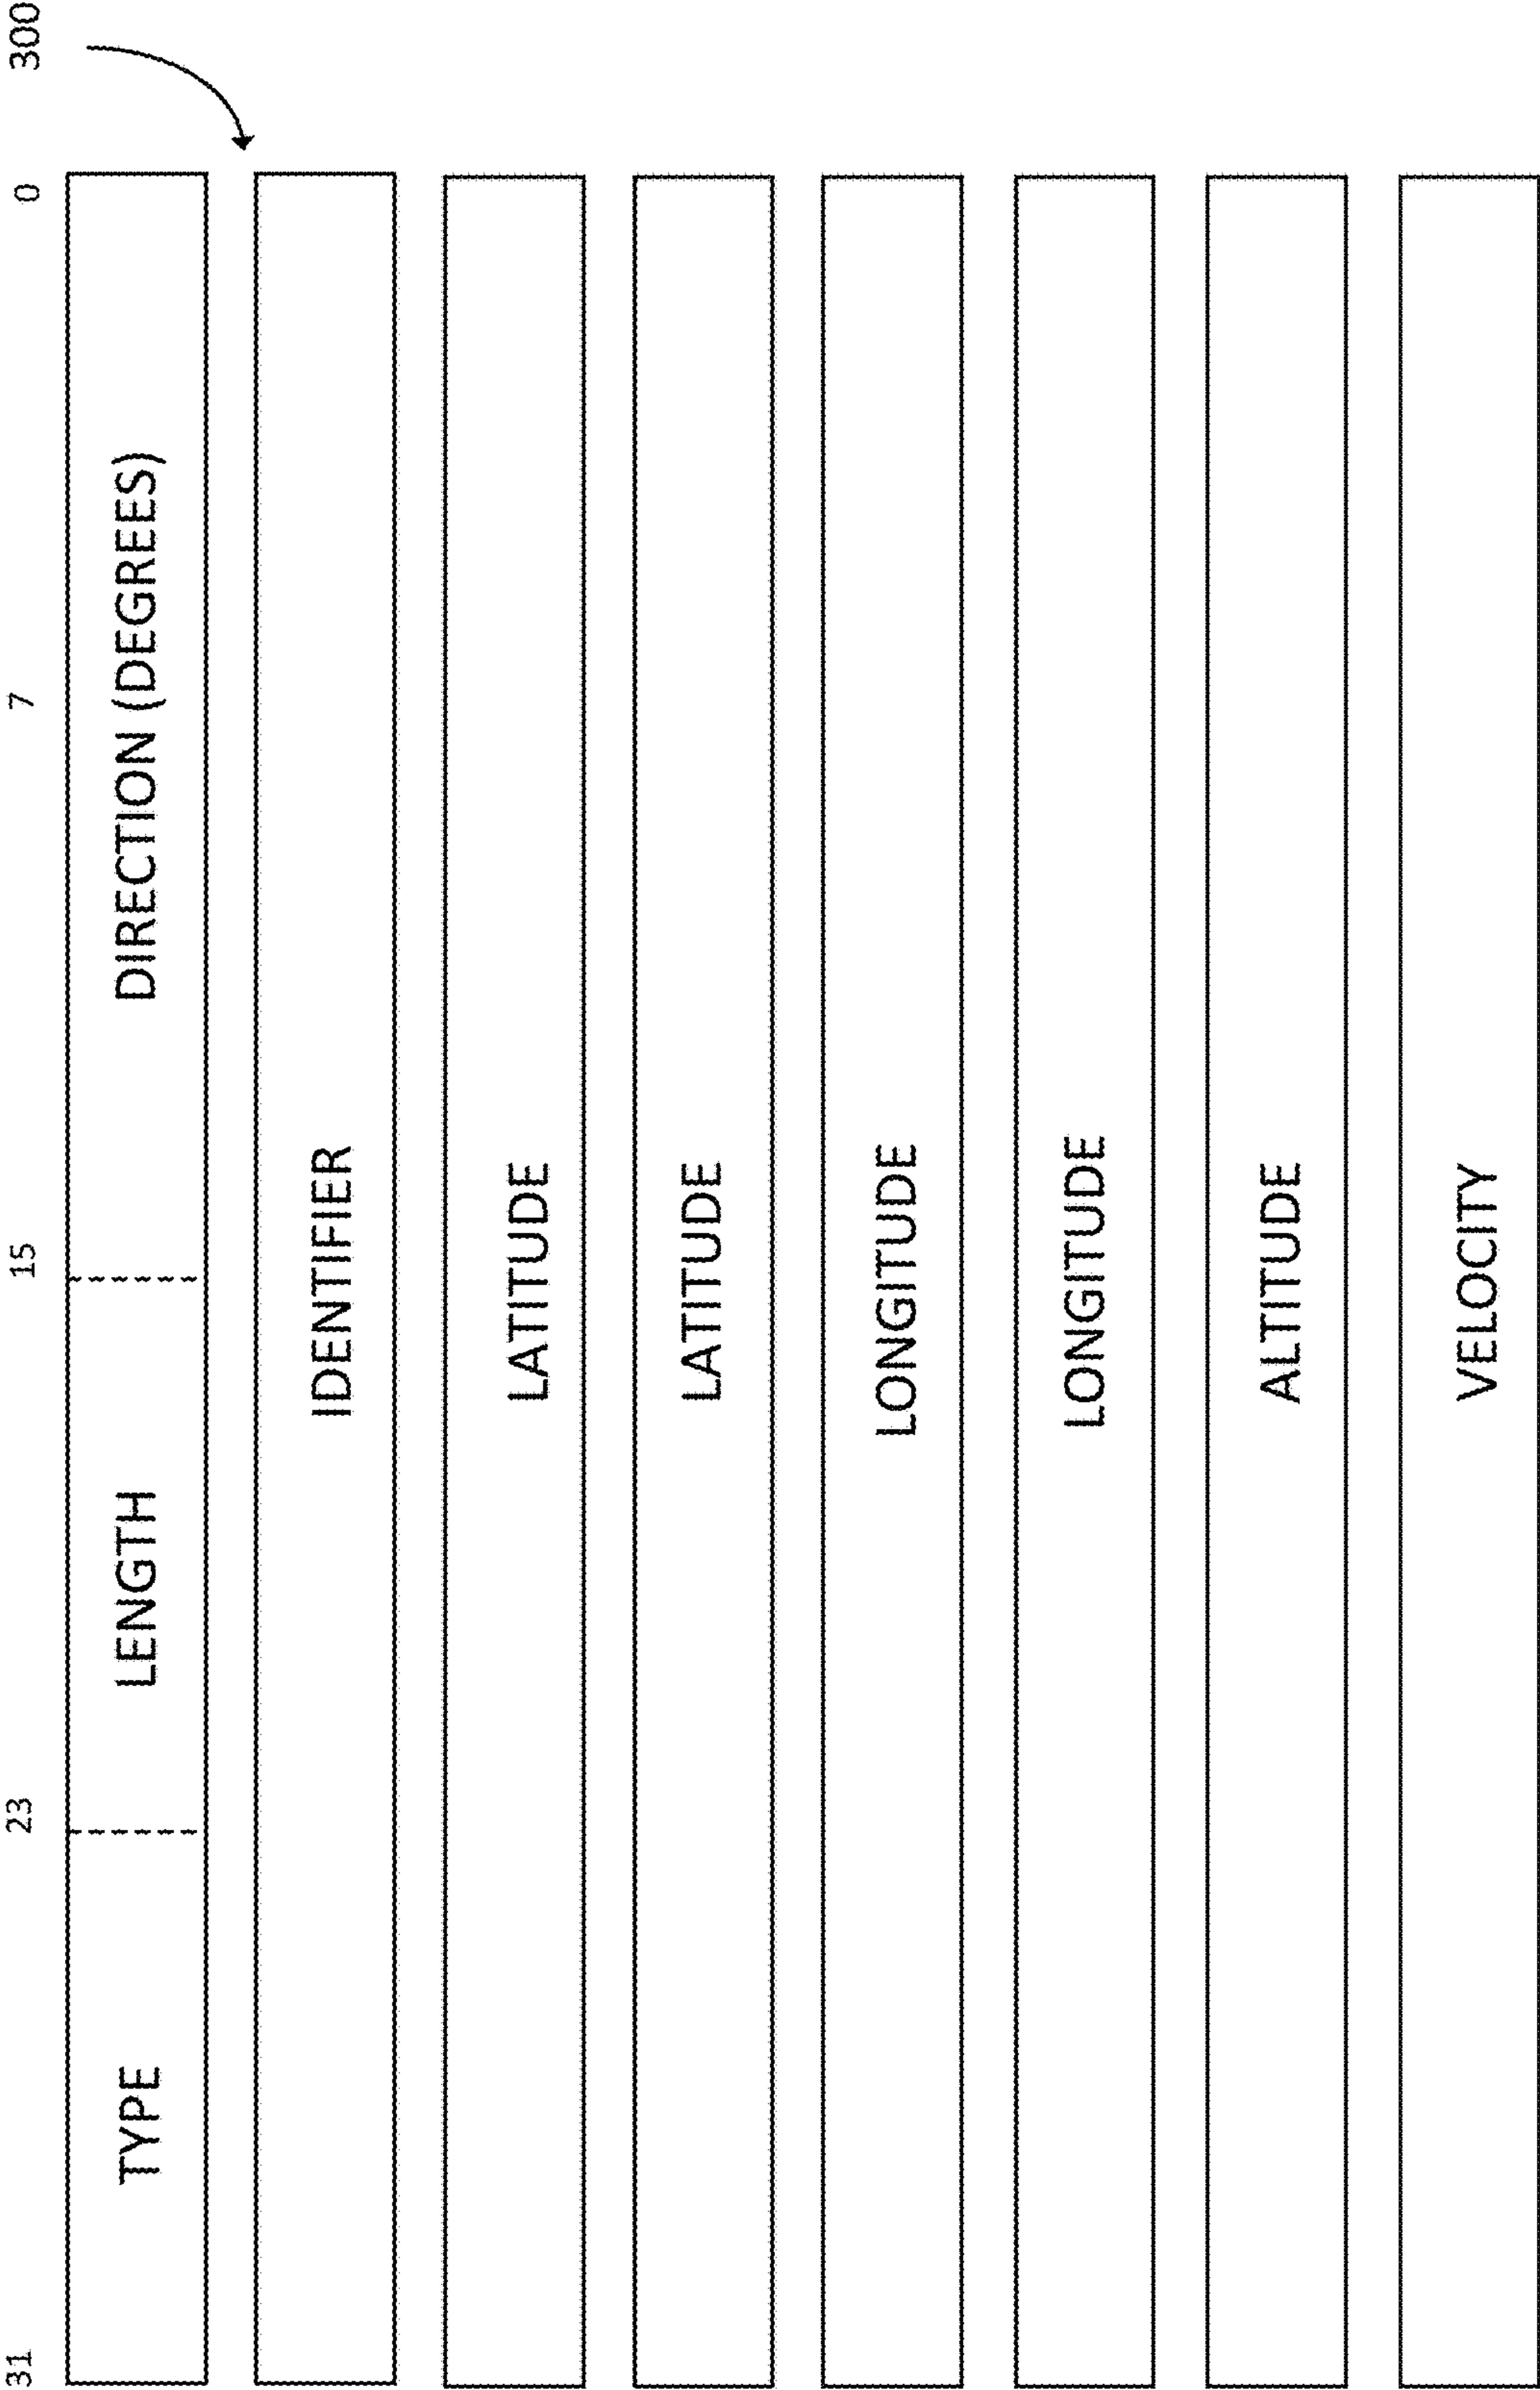 300
31 23 15 7 0
TYPE LENGTH DIRECTION (DEGREES)
IDENTIFIER
LATITUDE
LATITUDE
LONGITUDE
LONGITUDE
ALTITUDE
VELOCITY